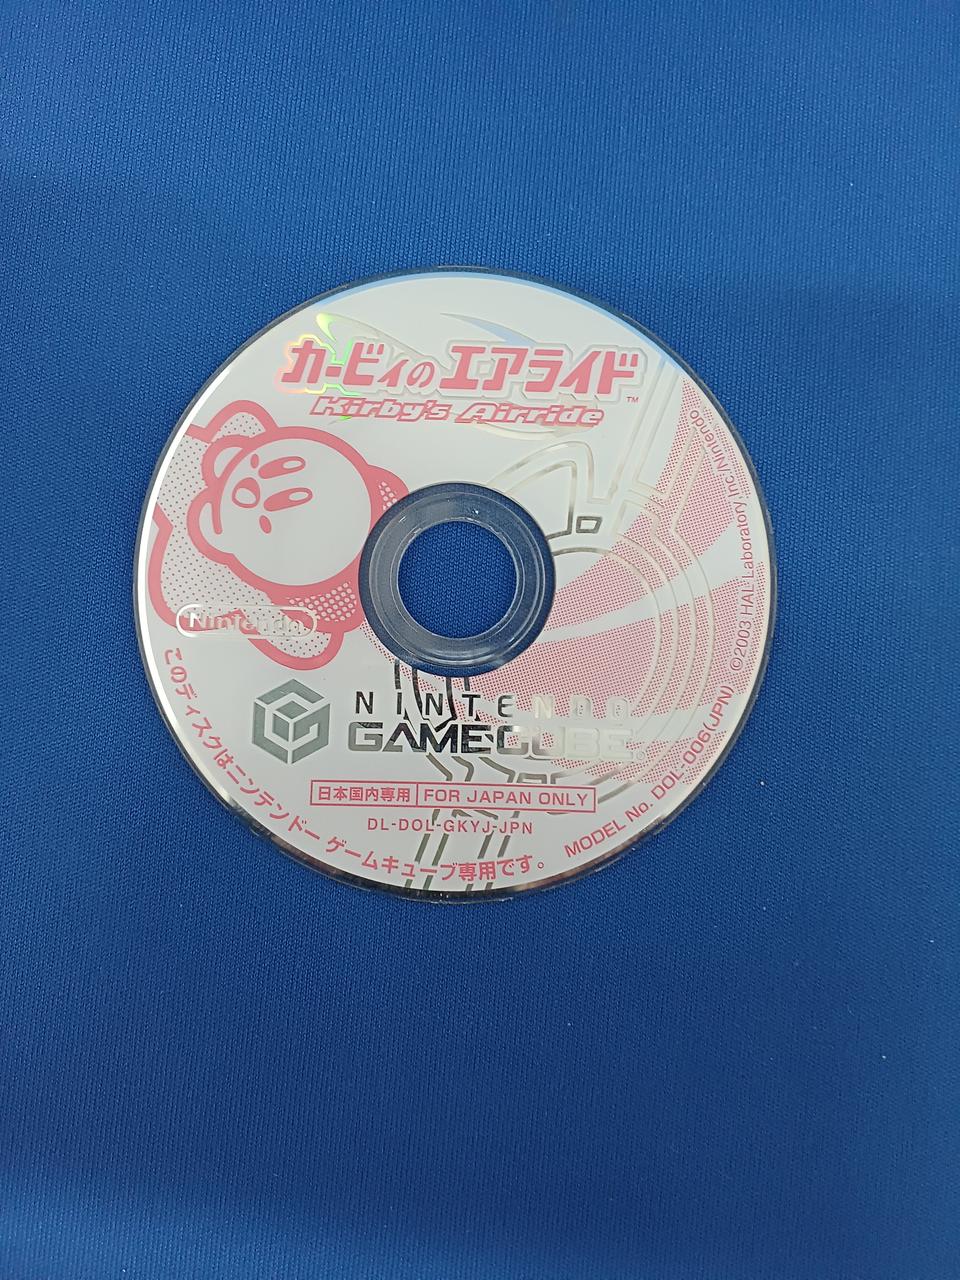 カービィのエアライド™
Kirby's Airride
©2003 HAL Laboratory, Inc./Nintendo
Nintendo
NINTENDO
GAMECUBE
日本国内専用 FOR JAPAN ONLY
DL-DOL-GKYJ-JPN
このディスクはニンテンドー ゲームキューブ専用です。
MODEL No. DOL-006(JPN)